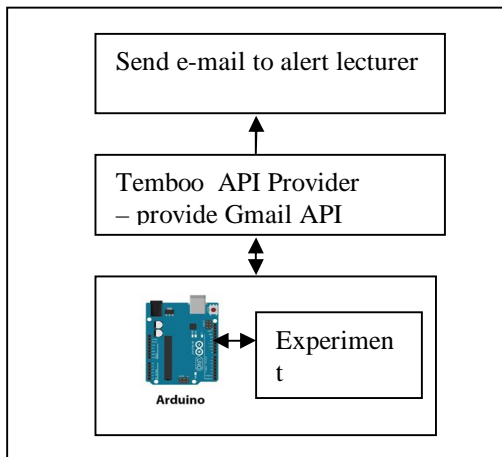 Send e-mail to alert lecturer
Temboo API Provider
– provide Gmail API
Experimen
t
Arduino